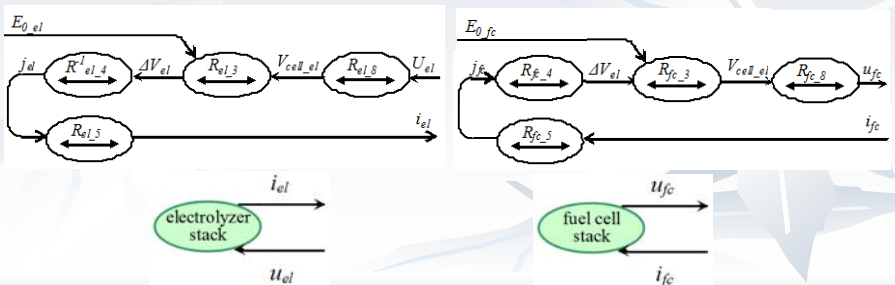 E0_el
jel
R-1el_4
ΔVel
Rel_3
Vcell_el
Rel_8
Uel
Rel_5
iel
E0_fc
jfc
Rfc_4
ΔVel
Rfc_3
Vcell_el
Rfc_8
ufc
Rfc_5
ifc
iel
electrolyzer
stack
uel
ufc
fuel cell
stack
ifc